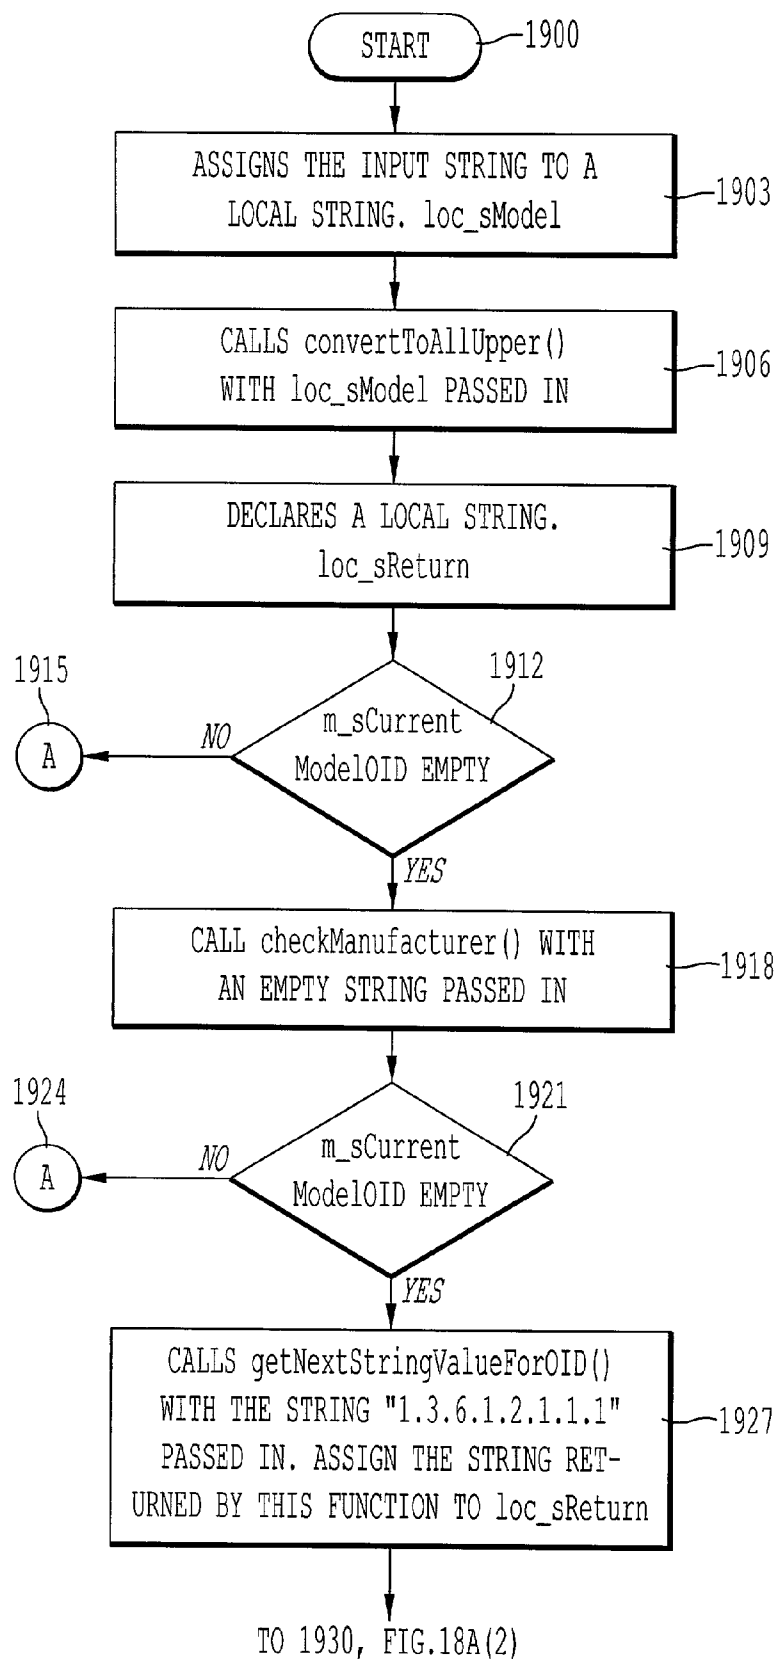 START
1900
ASSIGNS THE INPUT STRING TO A
LOCAL STRING. loc_sModel
1903
CALLS convertToAllUpper()
WITH loc_sModel PASSED IN
1906
DECLARES A LOCAL STRING.
loc_sReturn
1909
1915
A
NO
1912
m_sCurrent
ModelOID EMPTY
YES
CALL checkManufacturer() WITH
AN EMPTY STRING PASSED IN
1918
1924
A
NO
1921
m_sCurrent
ModelOID EMPTY
YES
CALLS getNextStringValueForOID()
WITH THE STRING "1.3.6.1.2.1.1.1"
PASSED IN. ASSIGN THE STRING RET-
URNED BY THIS FUNCTION TO loc_sReturn
1927
TO 1930, FIG.18A(2)